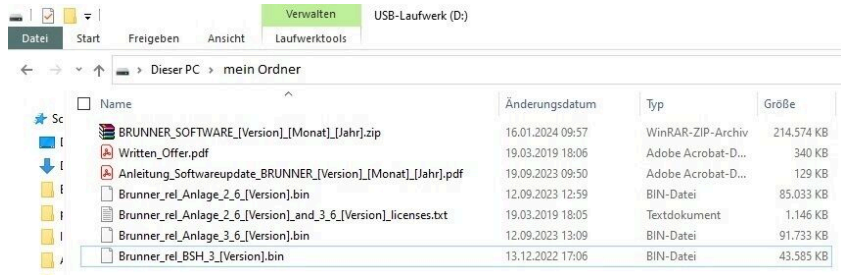 Verwalten USB-Laufwerk (D:)
Datei Start Freigeben Ansicht Laufwerktools
Dieser PC > mein Ordner
Name Änderungsdatum Typ Größe
BRUNNER_SOFTWARE_[Version]_[Monat]_[Jahr].zip 16.01.2024 09:57 WinRAR-ZIP-Archiv 214.574 KB
Written_Offer.pdf 19.03.2019 18:06 Adobe Acrobat-D... 340 KB
Anleitung_Softwareupdate_BRUNNER_[Version]_[Monat]_[Jahr].pdf 19.09.2023 09:50 Adobe Acrobat-D... 129 KB
Brunner_rel_Anlage_2_6_[Version].bin 12.09.2023 12:59 BIN-Datei 85.033 KB
Brunner_rel_Anlage_2_6_[Version]_and_3_6_[Version]_licenses.txt 19.03.2019 18:05 Textdokument 1.146 KB
Brunner_rel_Anlage_3_6_[Version].bin 12.09.2023 13:09 BIN-Datei 91.733 KB
Brunner_rel_BSH_3_[Version].bin 13.12.2022 17:06 BIN-Datei 43.585 KB